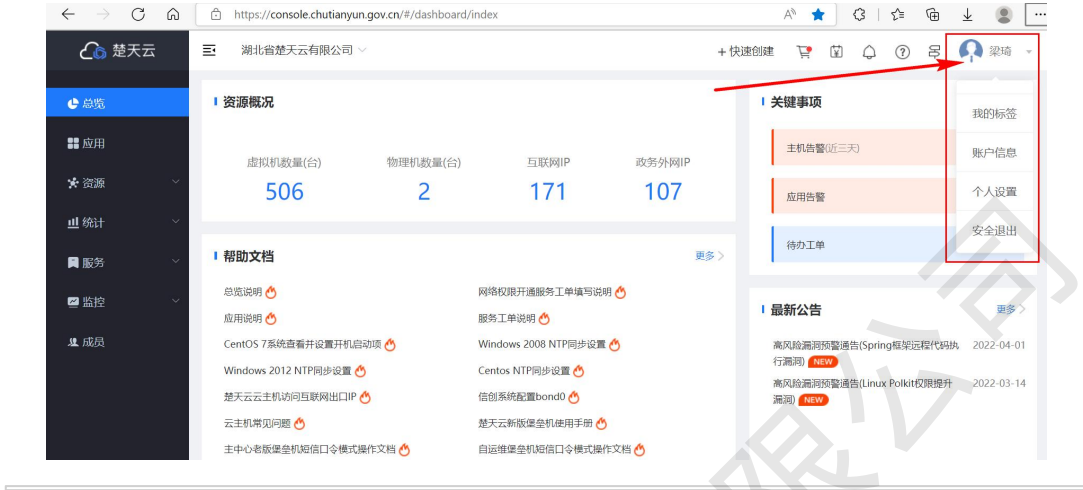 https://console.chutianyun.gov.cn/#/dashboard/index
楚天云
湖北省楚天云有限公司
+ 快速创建
梁琦
总览
应用
资源
统计
服务
监控
成员
资源概况
虚拟机数量(台)
物理机数量(台)
互联网IP
政务外网IP
506
2
171
107
关键事项
主机告警(近三天)
应用告警
待办工单
我的标签
账户信息
个人设置
安全退出
帮助文档
更多
总览说明
网络权限开通服务工单填写说明
应用说明
服务工单说明
CentOS 7系统查看并设置开机启动项
Windows 2008 NTP同步设置
Windows 2012 NTP同步设置
Centos NTP同步设置
楚天云云主机访问互联网出口IP
信创系统配置bond0
云主机常见问题
楚天云新版堡垒机使用手册
主中心老版堡垒机短信口令模式操作文档
自运维堡垒机短信口令模式操作文档
最新公告
更多
高风险漏洞预警通告(Spring框架远程代码执
行漏洞) NEW
2022-04-01
高风险漏洞预警通告(Linux Polkit权限提升
漏洞) NEW
2022-03-14
限公司